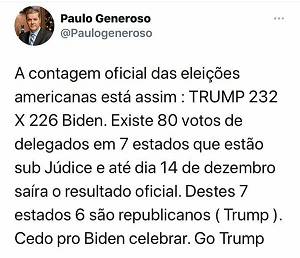 Paulo Generoso
@Paulogeneroso
A contagem oficial das eleições
americanas está assim : TRUMP 232
X 226 Biden. Existe 80 votos de
delegados em 7 estados que estão
sub Júdice e até dia 14 de dezembro
saíra o resultado oficial. Destes 7
estados 6 são republicanos ( Trump ).
Cedo pro Biden celebrar. Go Trump